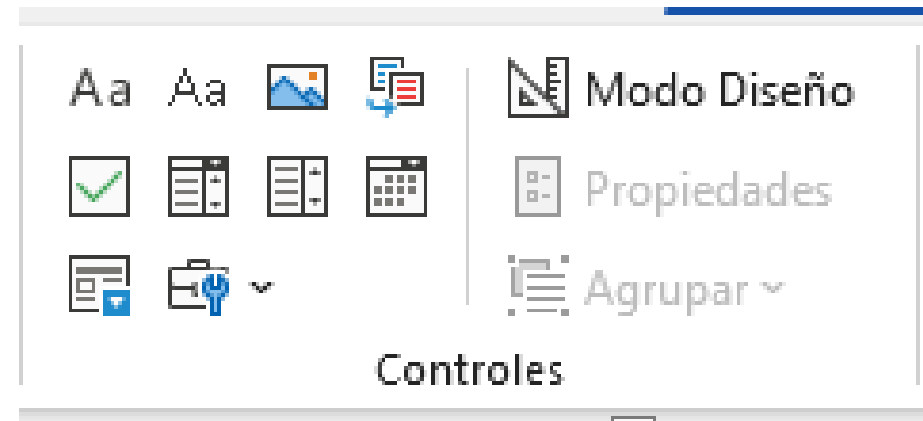 Aa Aa Modo Diseño
Propiedades
Agrupar
Controles